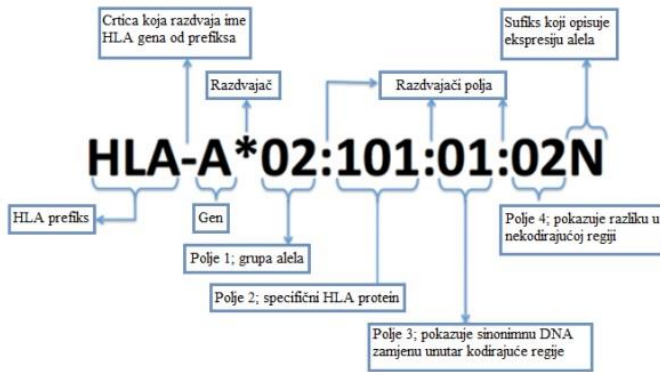 Crtica koja razdvaja ime
HLA gena od prefiksa
Sufiks koji opisuje
ekspresiju alela
Razdvajač
Razdvajači polja
HLA-A*02:101:01:02N
HLA prefiks
Gen
Polje 1; grupa alela
Polje 2; specifični HLA protein
Polje 3; pokazuje sinonimnu DNA
zamjenu unutar kodirajuće regije
Polje 4; pokazuje razliku u
nekodirajućoj regiji